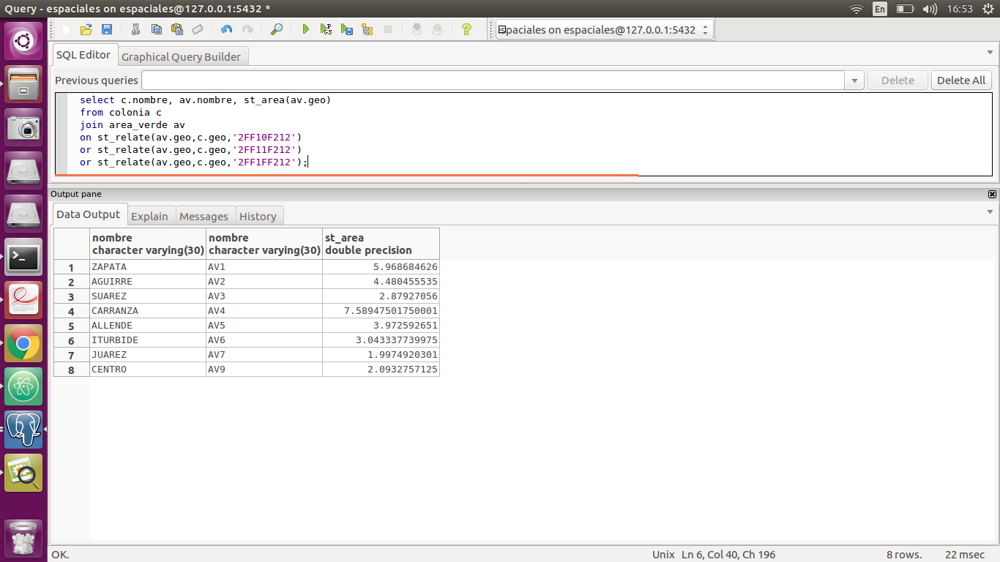 Query - espaciales on espaciales@127.0.0.1:5432 *
En
16:53
spaciales on espaciales@127.0.0.1:5432
SQL Editor
Graphical Query Builder
Previous queries
Delete
Delete All
select c.nombre, av.nombre, st_area(av.geo)
from colonia c
join area_verde av
on st_relate(av.geo,c.geo,'2FF10F212')
or st_relate(av.geo,c.geo,'2FF11F212')
or st_relate(av.geo,c.geo,'2FF1FF212');
Output pane
Data Output
Explain
Messages
History
nombre character varying(30) nombre character varying(30) st_area double precision
1 ZAPATA AV1 5.968684626
2 AGUIRRE AV2 4.480455535
3 SUAREZ AV3 2.87927056
4 CARRANZA AV4 7.58947501750001
5 ALLENDE AV5 3.972592651
6 ITURBIDE AV6 3.043337739975
7 JUAREZ AV7 1.9974920301
8 CENTRO AV9 2.0932757125
OK.
Unix Ln 6, Col 40, Ch 196
8 rows.
22 msec